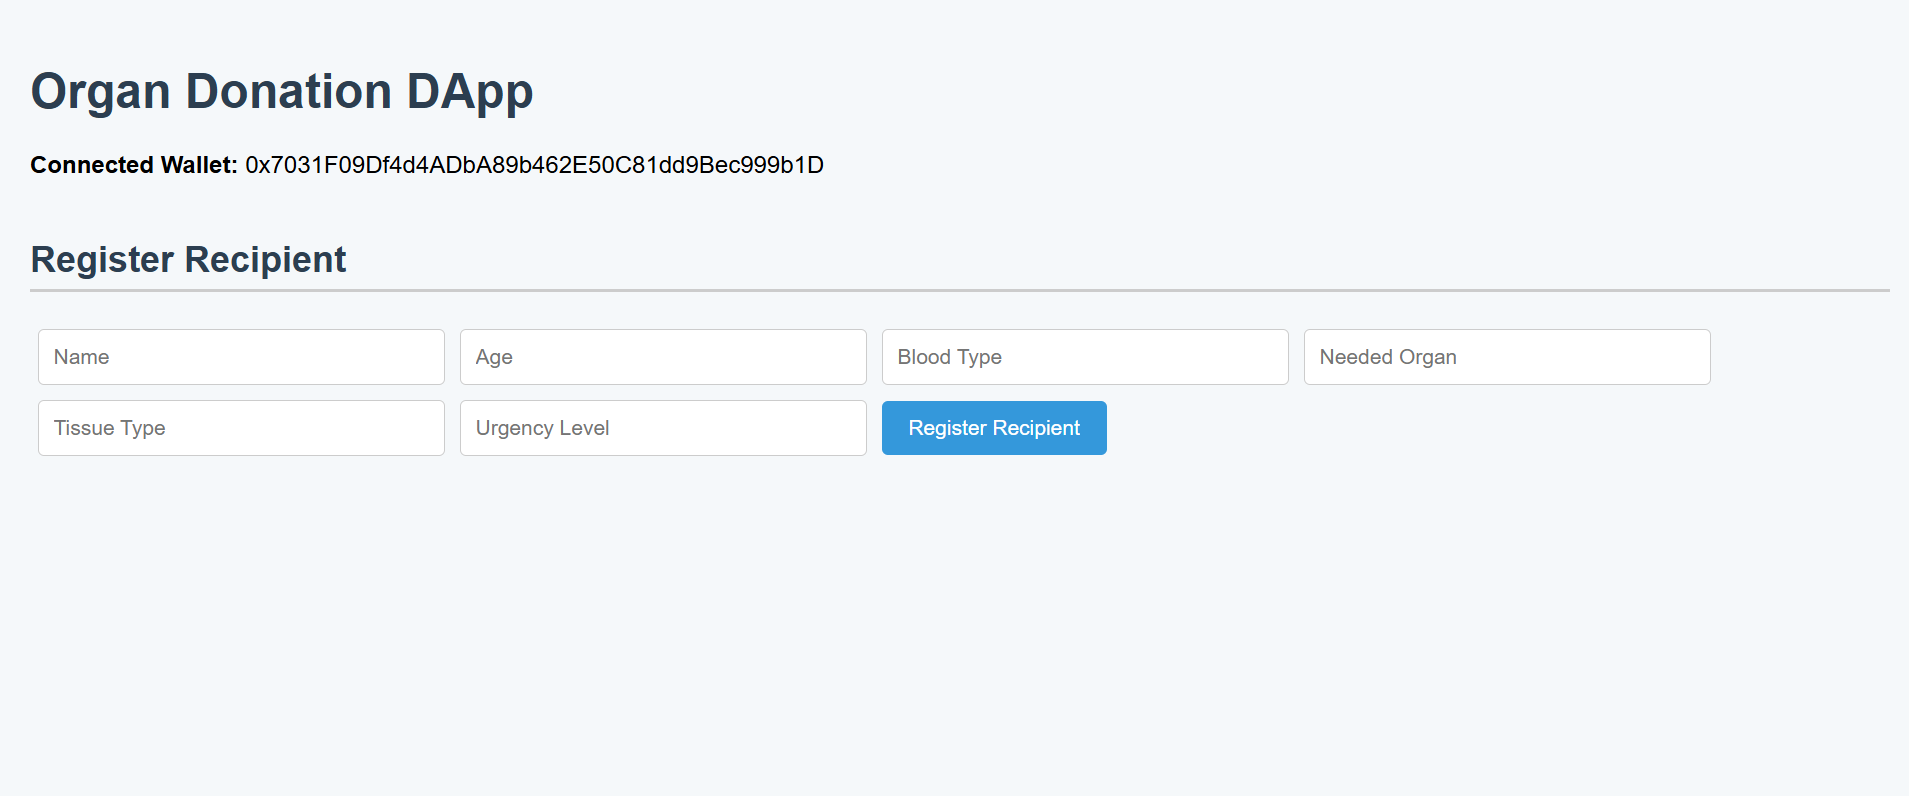 Organ Donation DApp
Connected Wallet: 0x7031F09Df4d4ADbA89b462E50C81dd9Bec999b1D
Register Recipient
Name Age Blood Type Needed Organ
Tissue Type Urgency Level Register Recipient